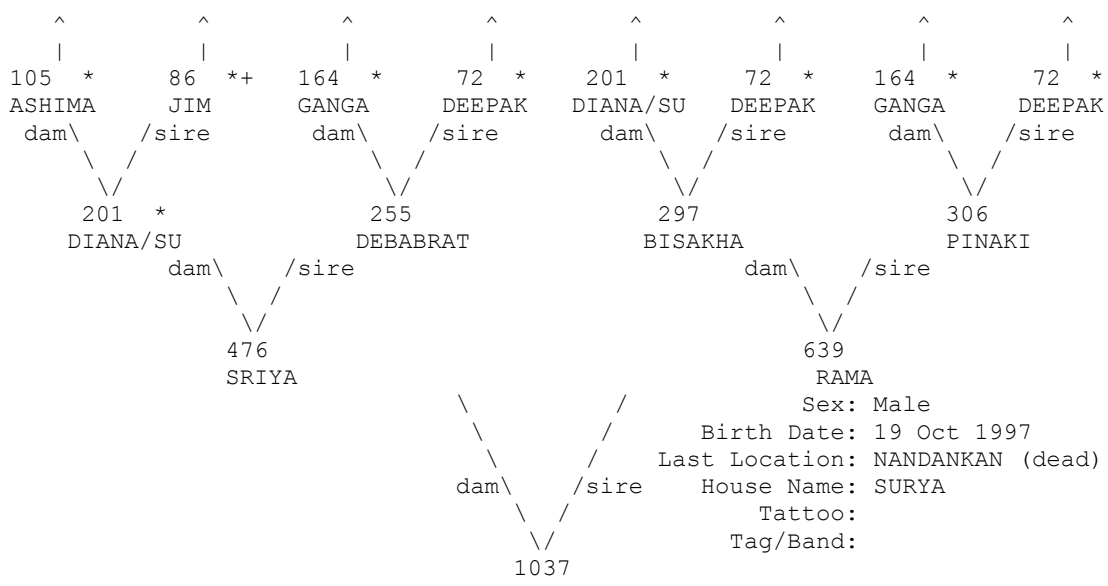 ^ ^ ^ ^ ^ ^ ^ ^
| | | | | | | |
105 * 86 *+ 164 * 72 * 201 * 72 * 164 * 72 *
ASHIMA JIM GANGA DEEPAK DIANA/SU DEEPAK GANGA DEEPAK
dam\ /sire dam\ /sire dam\ /sire dam\ /sire
\ / \ / \ / \ /
\/ \/ \/ \/
201 * 255 297 306
DIANA/SU DEBABRAT BISAKHA PINAKI
dam\ /sire dam\ /sire
\ / \ /
\/ \/
476 639
SRIYA RAMA
\ / Sex: Male
\ / Birth Date: 19 Oct 1997
\ / Last Location: NANDANKAN (dead)
dam\ /sire House Name: SURYA
\ / Tattoo:
\/ Tag/Band:
1037